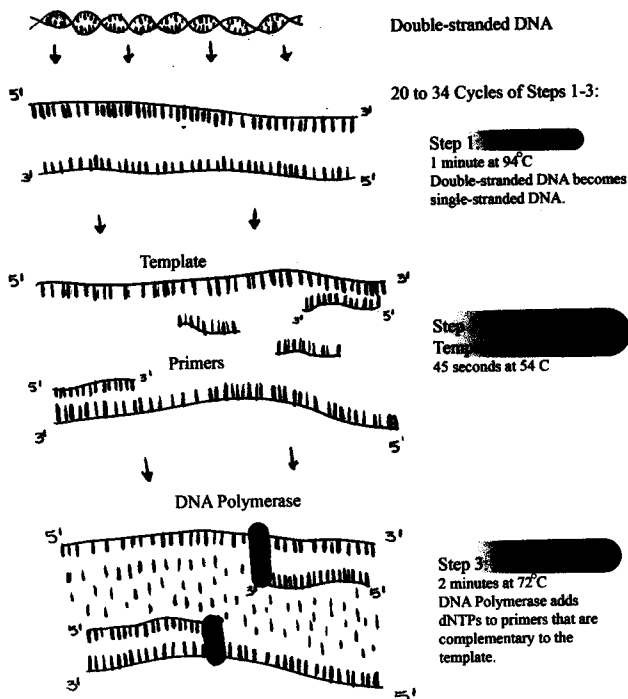 Double-stranded DNA
5' 3'
20 to 34 Cycles of Steps 1-3:
Step 1
1 minute at 94°C
Double-stranded DNA becomes
single-stranded DNA.
3' 5'
Template
5' 3'
3' 5'
Step
45 seconds at 54 C
Primers
5' 3'
3' 5'
DNA Polymerase
5' 3'
3' 5'
Step 3
2 minutes at 72°C
DNA Polymerase adds
dNTPs to primers that are
complementary to the
template.
5'
3' 5'